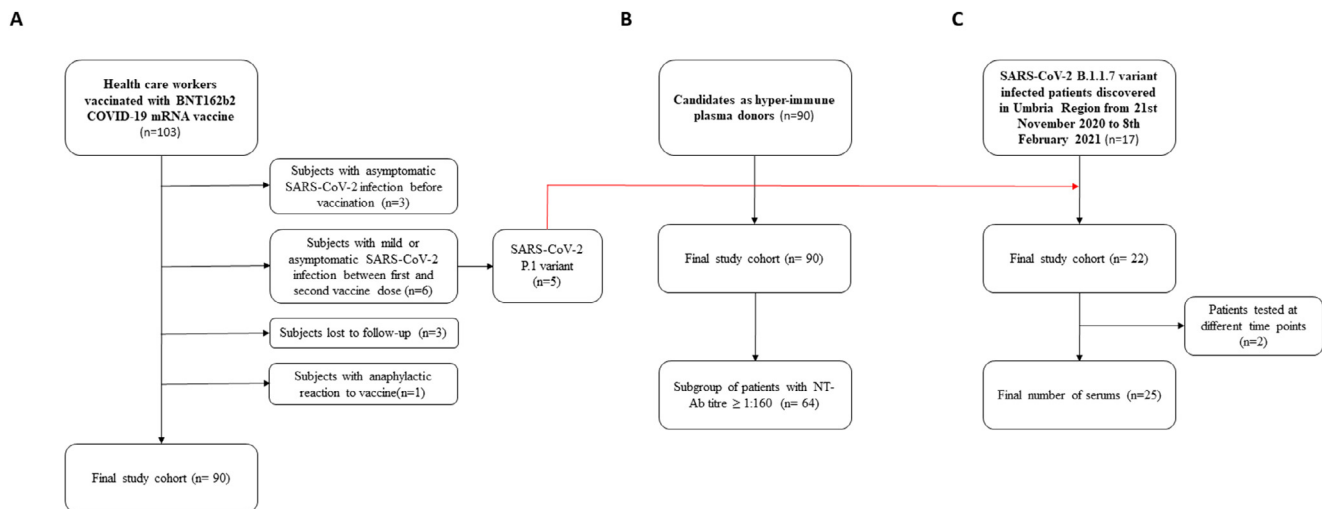 A
Health care workers
vaccinated with BNT162b2
COVID-19 mRNA vaccine
(n=103)
Subjects with asymptomatic
SARS-CoV-2 infection before
vaccination (n=3)
Subjects with mild or
asymptomatic SARS-CoV-2
infection between first and
second vaccine dose (n=6)
SARS-CoV-2
P.1 variant
(n=5)
Subjects lost to follow-up (n=3)
Subjects with anaphylactic
reaction to vaccine(n=1)
Final study cohort (n= 90)
B
Candidates as hyper-immune
plasma donors (n=90)
Final study cohort (n= 90)
Subgroup of patients with NT-
Ab titre ≥ 1:160 (n= 64)
C
SARS-CoV-2 B.1.1.7 variant
infected patients discovered
in Umbria Region from 21st
November 2020 to 8th
February 2021 (n=17)
Final study cohort (n= 22)
Patients tested at
different time points
(n=2)
Final number of serums (n=25)